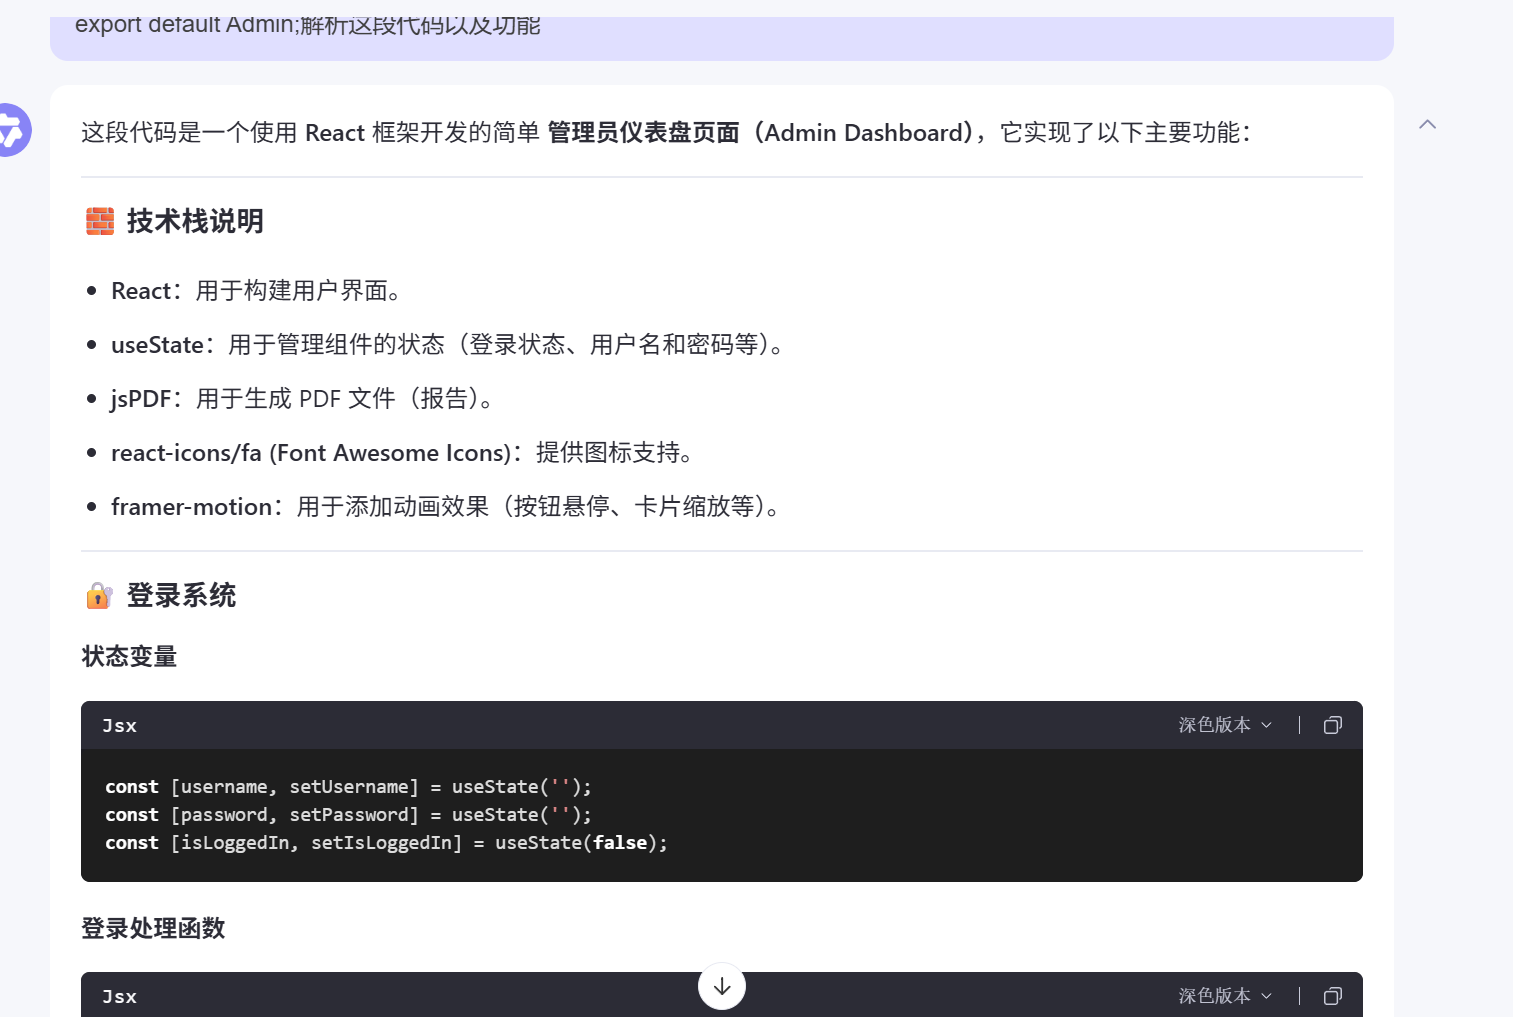 export default Admin;解析这段代码以及功能
这段代码是一个使用 React 框架开发的简单 管理员仪表盘页面（Admin Dashboard），它实现了以下主要功能：
技术栈说明
React：用于构建用户界面。
useState：用于管理组件的状态（登录状态、用户名和密码等）。
jsPDF：用于生成 PDF 文件（报告）。
react-icons/fa (Font Awesome Icons)：提供图标支持。
framer-motion：用于添加动画效果（按钮悬停、卡片缩放等）。
登录系统
状态变量
Jsx 深色版本
const [username, setUsername] = useState('');
const [password, setPassword] = useState('');
const [isLoggedIn, setIsLoggedIn] = useState(false);
登录处理函数
Jsx 深色版本